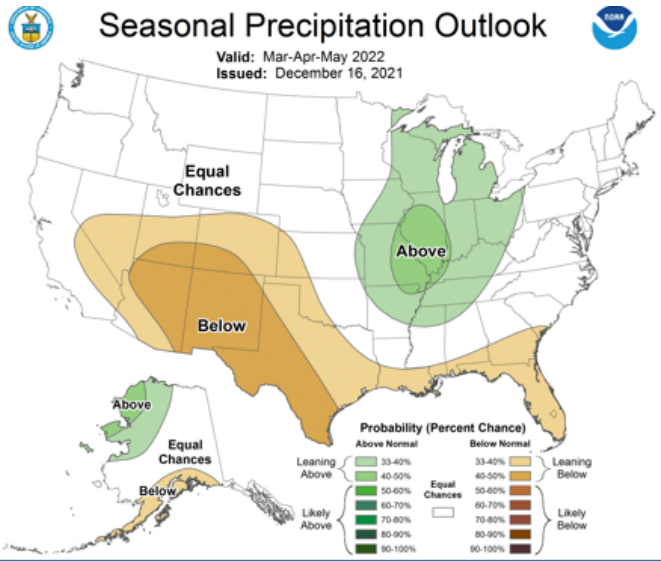 NOAA
Seasonal Precipitation Outlook
Valid: Mar-Apr-May 2022
Issued: December 16, 2021
Equal
Chances
Above
Below
Above
Equal
Chances
Below
Probability (Percent Chance)
Above Normal Below Normal
Leaning
Above
33-40%
40-50%
Likely
Above
50-60%
60-70%
70-80%
80-90%
90-100%
Equal
Chances
33-40%
40-50%
Leaning
Below
50-60%
60-70%
70-80%
80-90%
90-100%
Likely
Below